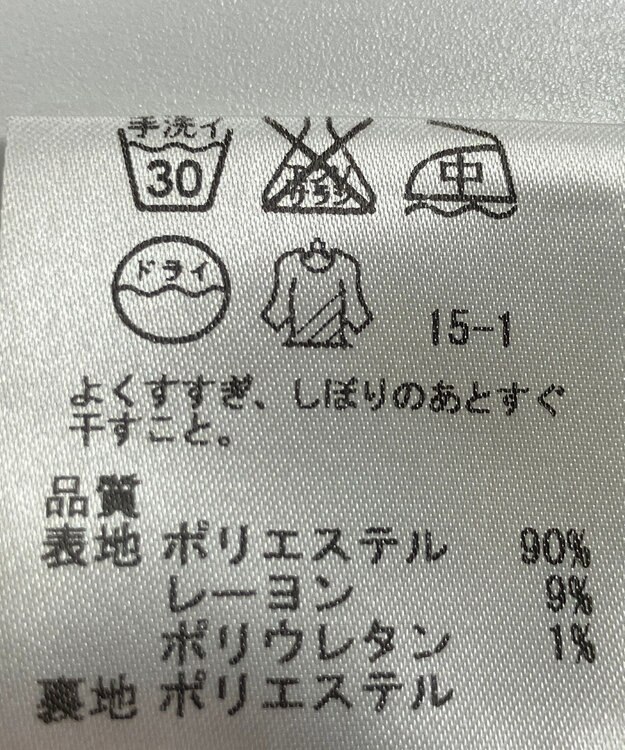 手洗イ
30
エンソ
サラシ
中
ドライ
15-1
よくすすぎ、しぼりのあとすぐ
干すこと。
品質
表地 ポリエステル 90%
レーヨン 9%
ポリウレタン 1%
裏地 ポリエステル